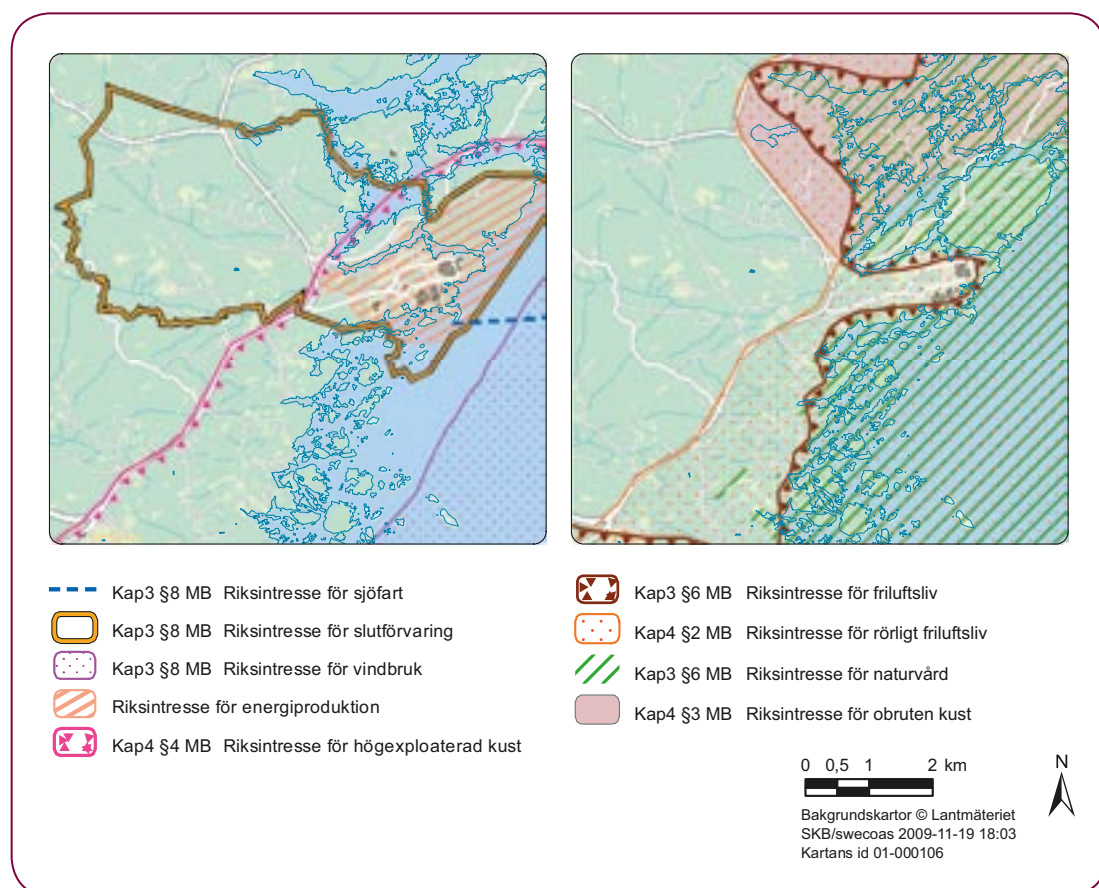 Kap3 §8 MB Riksintresse för sjöfart
Kap3 §8 MB Riksintresse för slutförvaring
Kap3 §8 MB Riksintresse för vindbruk
Riksintresse för energiproduktion
Kap4 §4 MB Riksintresse för högexploaterad kust
Kap3 §6 MB Riksintresse för friluftsliv
Kap4 §2 MB Riksintresse för rörligt friluftsliv
Kap3 §6 MB Riksintresse för naturvård
Kap4 §3 MB Riksintresse för obruten kust
0 0,5 1 2 km
N
Bakgrundskartor © Lantmäteriet
SKB/swecoas 2009-11-19 18:03
Kartans id 01-000106